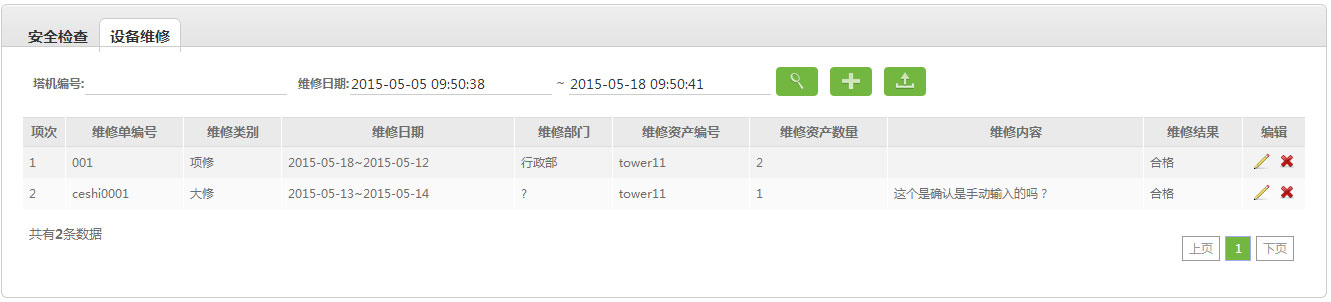 安全检查 设备维修
塔机编号: 维修日期: 2015-05-05 09:50:38 ~ 2015-05-18 09:50:41
项次 维修单编号 维修类别 维修日期 维修部门 维修资产编号 维修资产数量 维修内容 维修结果 编辑
1 001 项修 2015-05-18~2015-05-12 行政部 tower11 2 合格
2 ceshi0001 大修 2015-05-13~2015-05-14 ? tower11 1 这个是确认是手动输入的吗？ 合格
共有2条数据
上页 1 下页